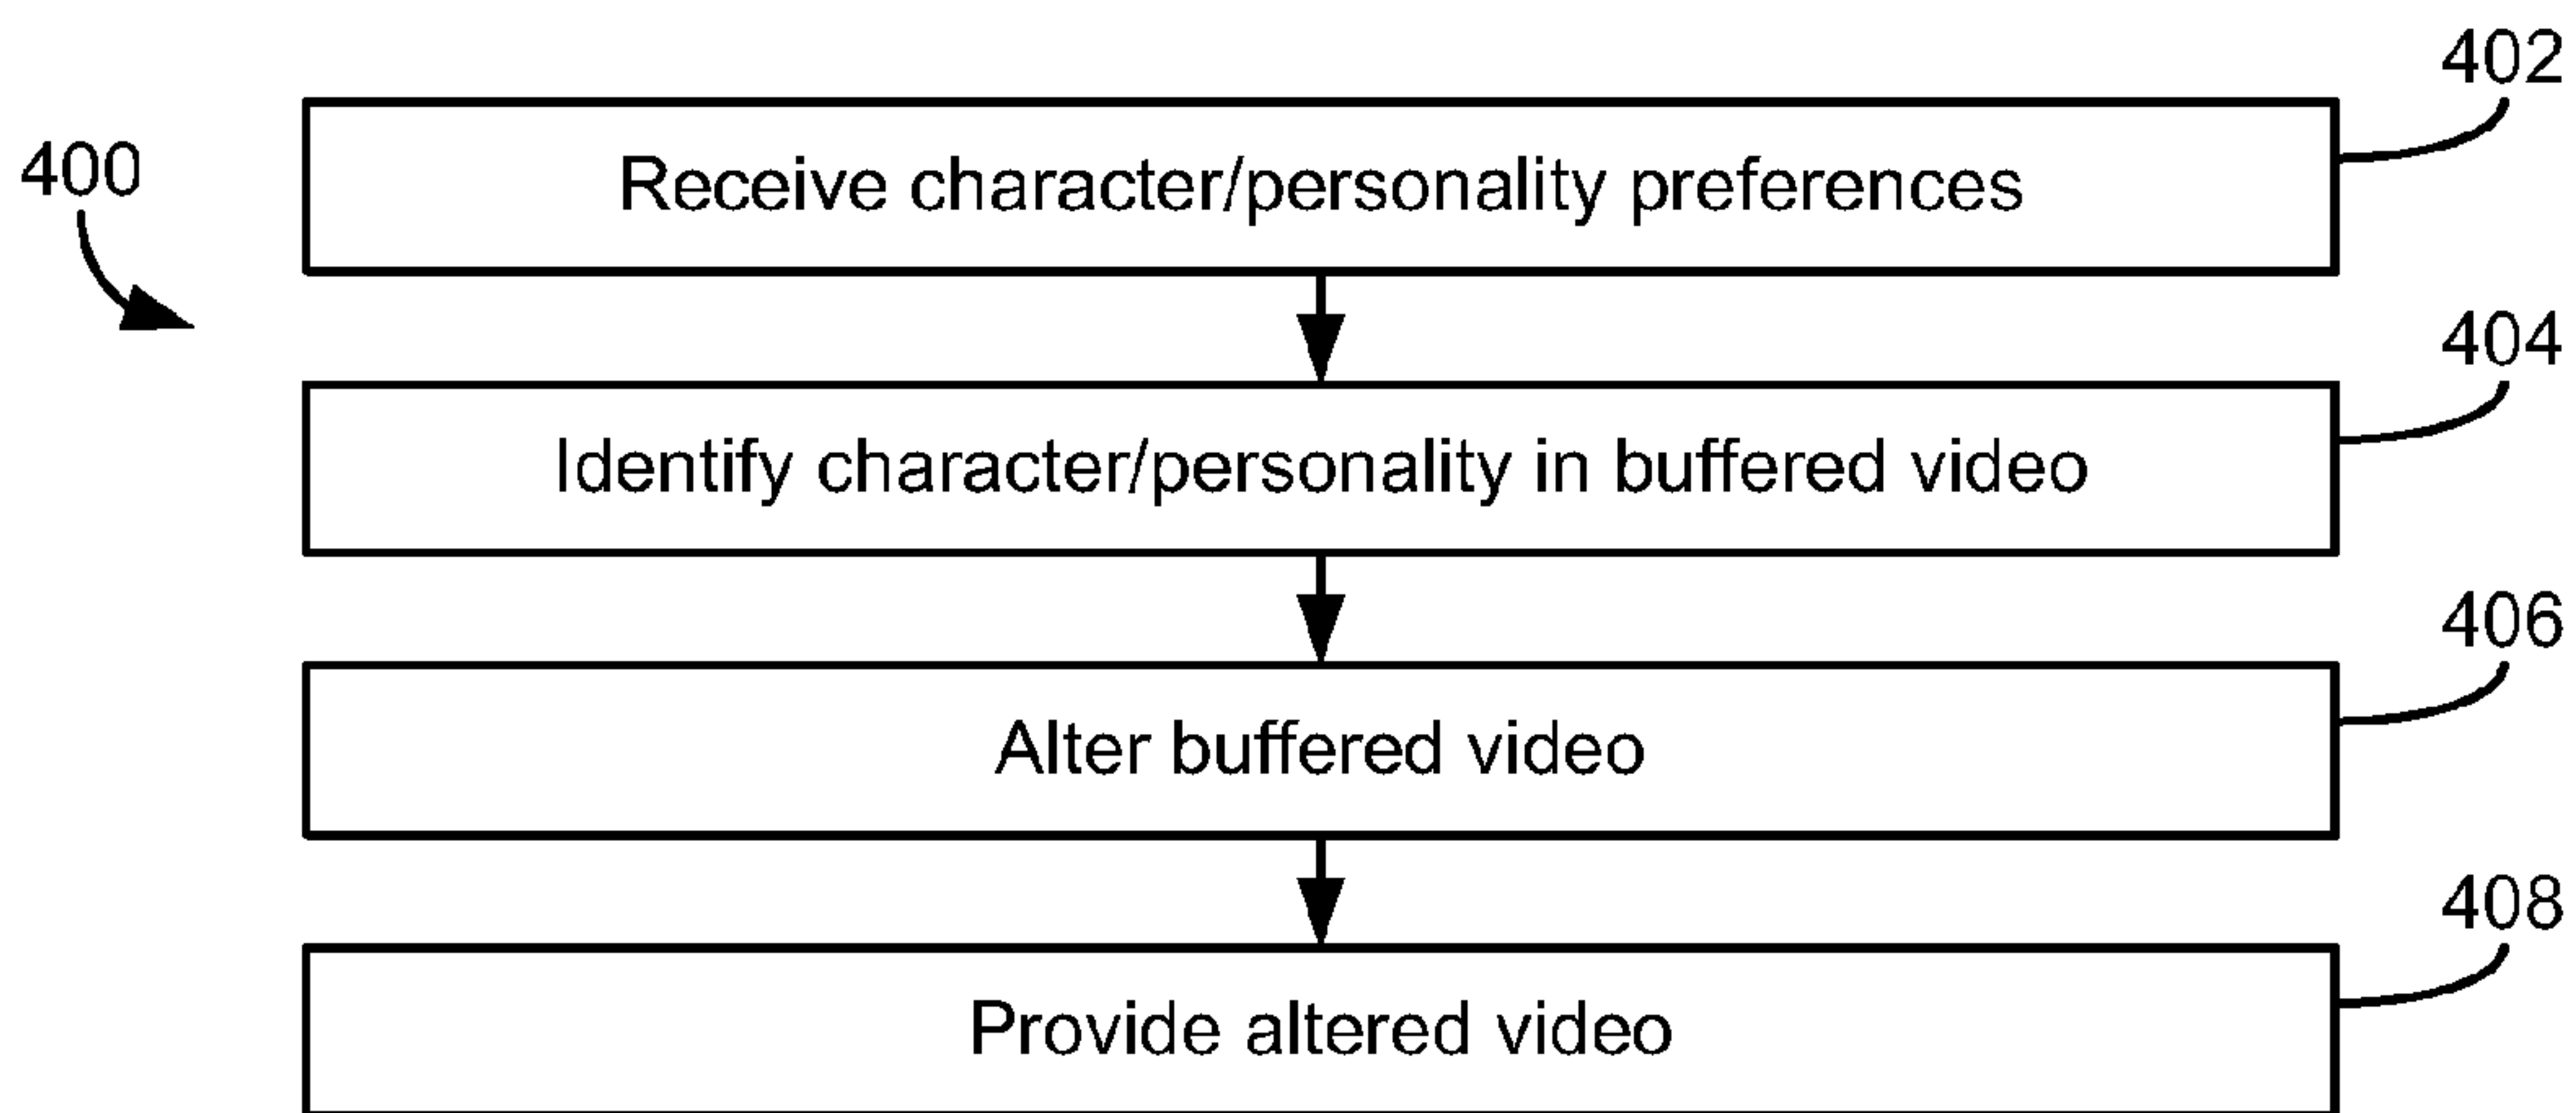 402
400
Receive character/personality preferences
404
Identify character/personality in buffered video
406
Alter buffered video
408
Provide altered video